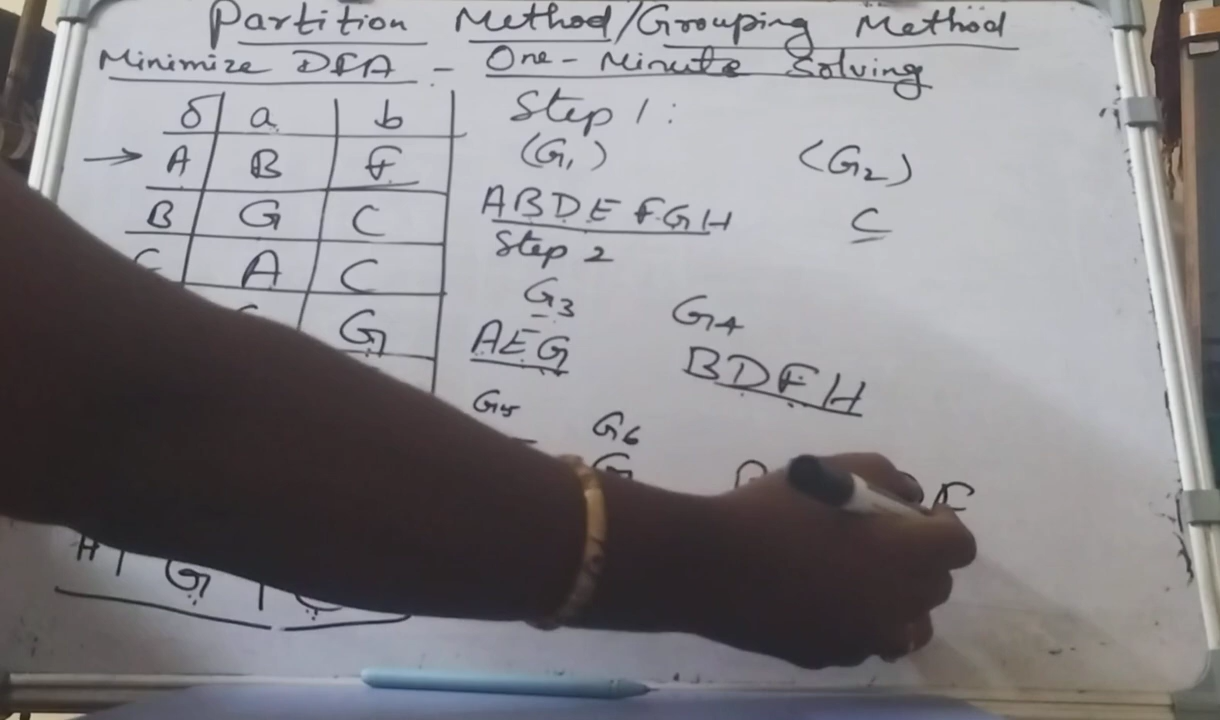 Partition Method/Grouping Method
Minimize DFA - One-Minute Solving
δ a b
→ A B F
B G C
C A C
G
H G C
Step 1:
(G1) (G2)
ABDEFGH C
Step 2
G3 G4
AEG BDFH
G5 G6
G